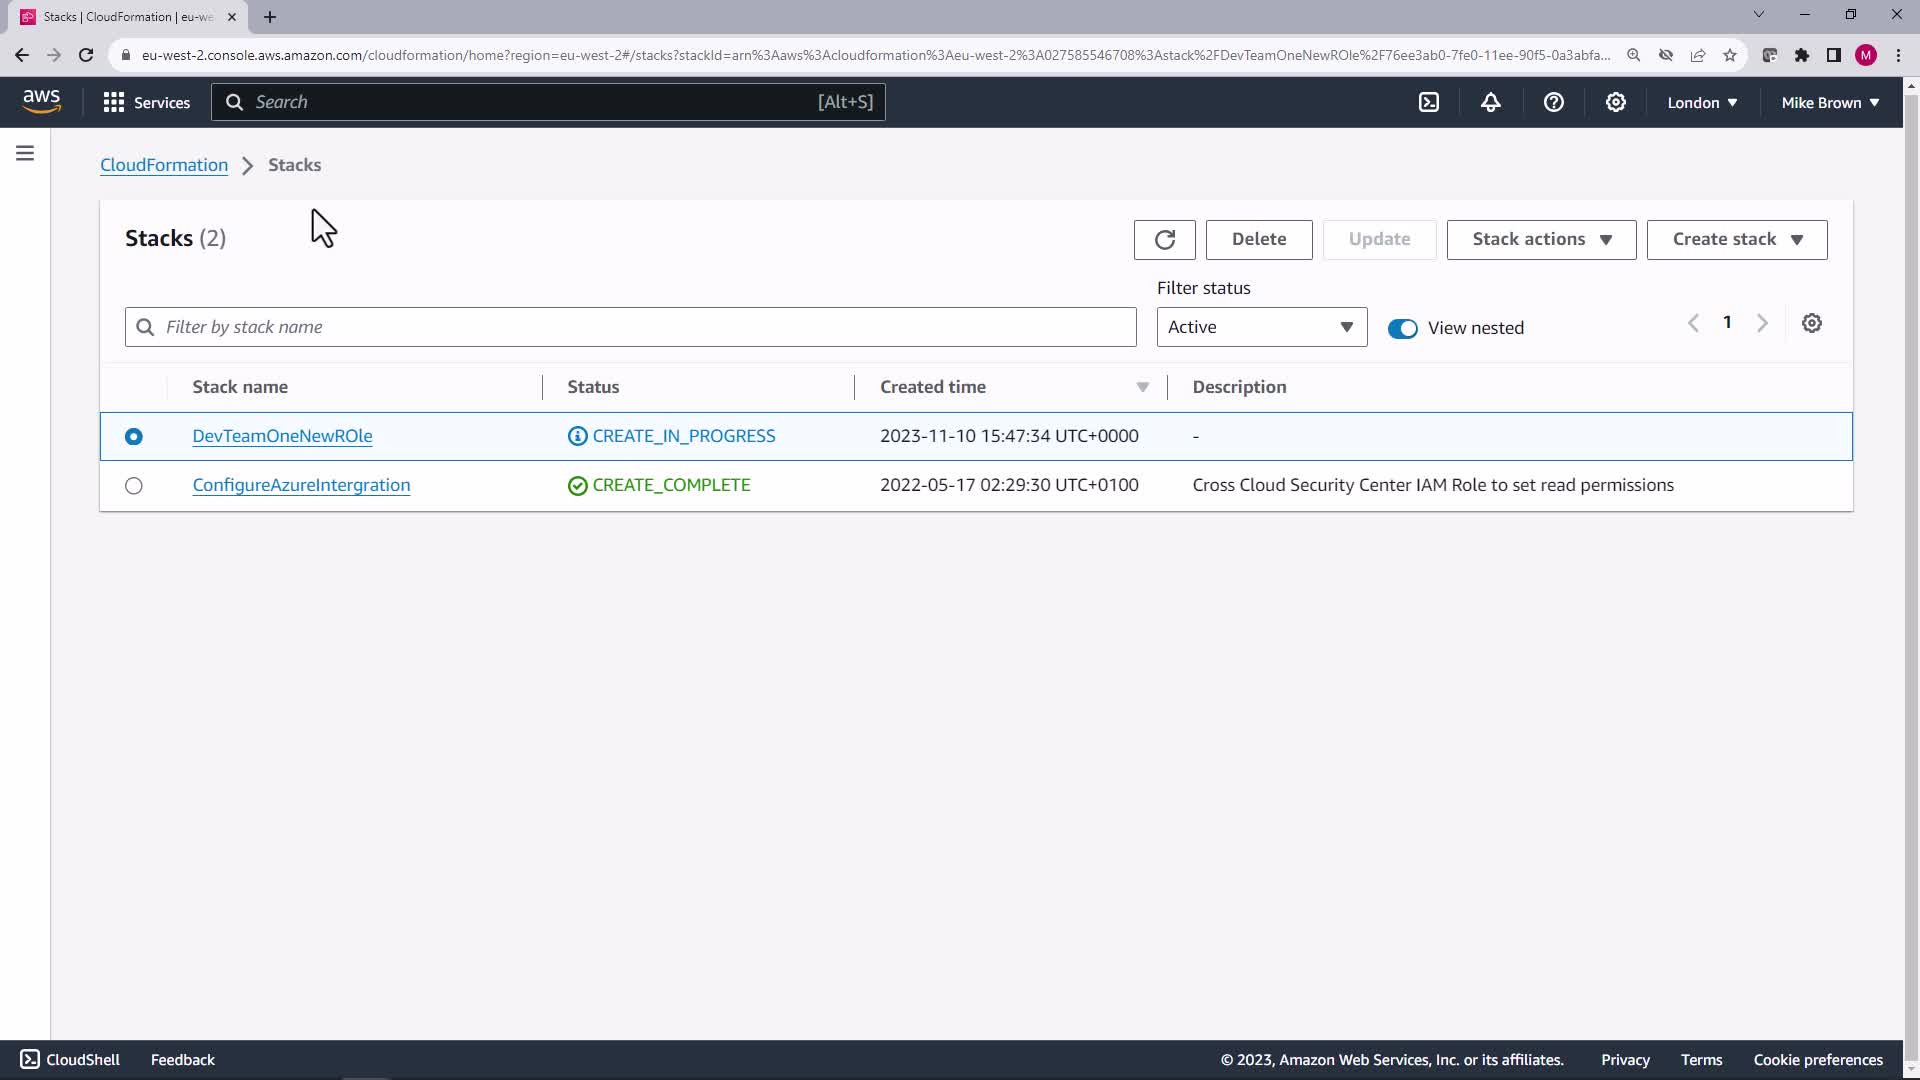 Stacks | CloudFormation | eu-we
eu-west-2.console.aws.amazon.com/cloudformation/home?region=eu-west-2#/stacks?stackId=arn%3Aaws%3Acloudformation%3Aeu-west-2%3A027585546708%3Astack%2FDevTeamOneNewROle%2F76ee3ab0-7fe0-11ee-90f5-0a3abfa...
M
aws
Services
Search
[Alt+S]
London
Mike Brown
CloudFormation > Stacks
Stacks (2)
Delete
Update
Stack actions
Create stack
Filter status
Filter by stack name
Active
View nested
1
Stack name
Status
Created time
Description
DevTeamOneNewROle
CREATE_IN_PROGRESS
2023-11-10 15:47:34 UTC+0000
-
ConfigureAzureIntergration
CREATE_COMPLETE
2022-05-17 02:29:30 UTC+0100
Cross Cloud Security Center IAM Role to set read permissions
CloudShell
Feedback
© 2023, Amazon Web Services, Inc. or its affiliates.
Privacy
Terms
Cookie preferences